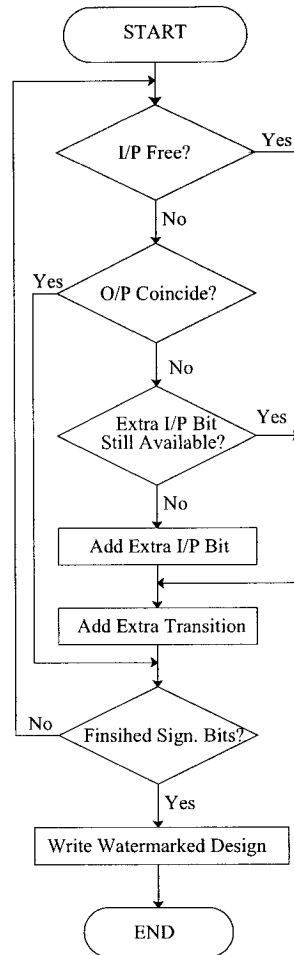 START
I/P Free?
Yes
No
Yes
O/P Coincide?
No
Extra I/P Bit
Still Available?
Yes
No
Add Extra I/P Bit
Add Extra Transition
No
Finsihed Sign. Bits?
Yes
Write Watermarked Design
END